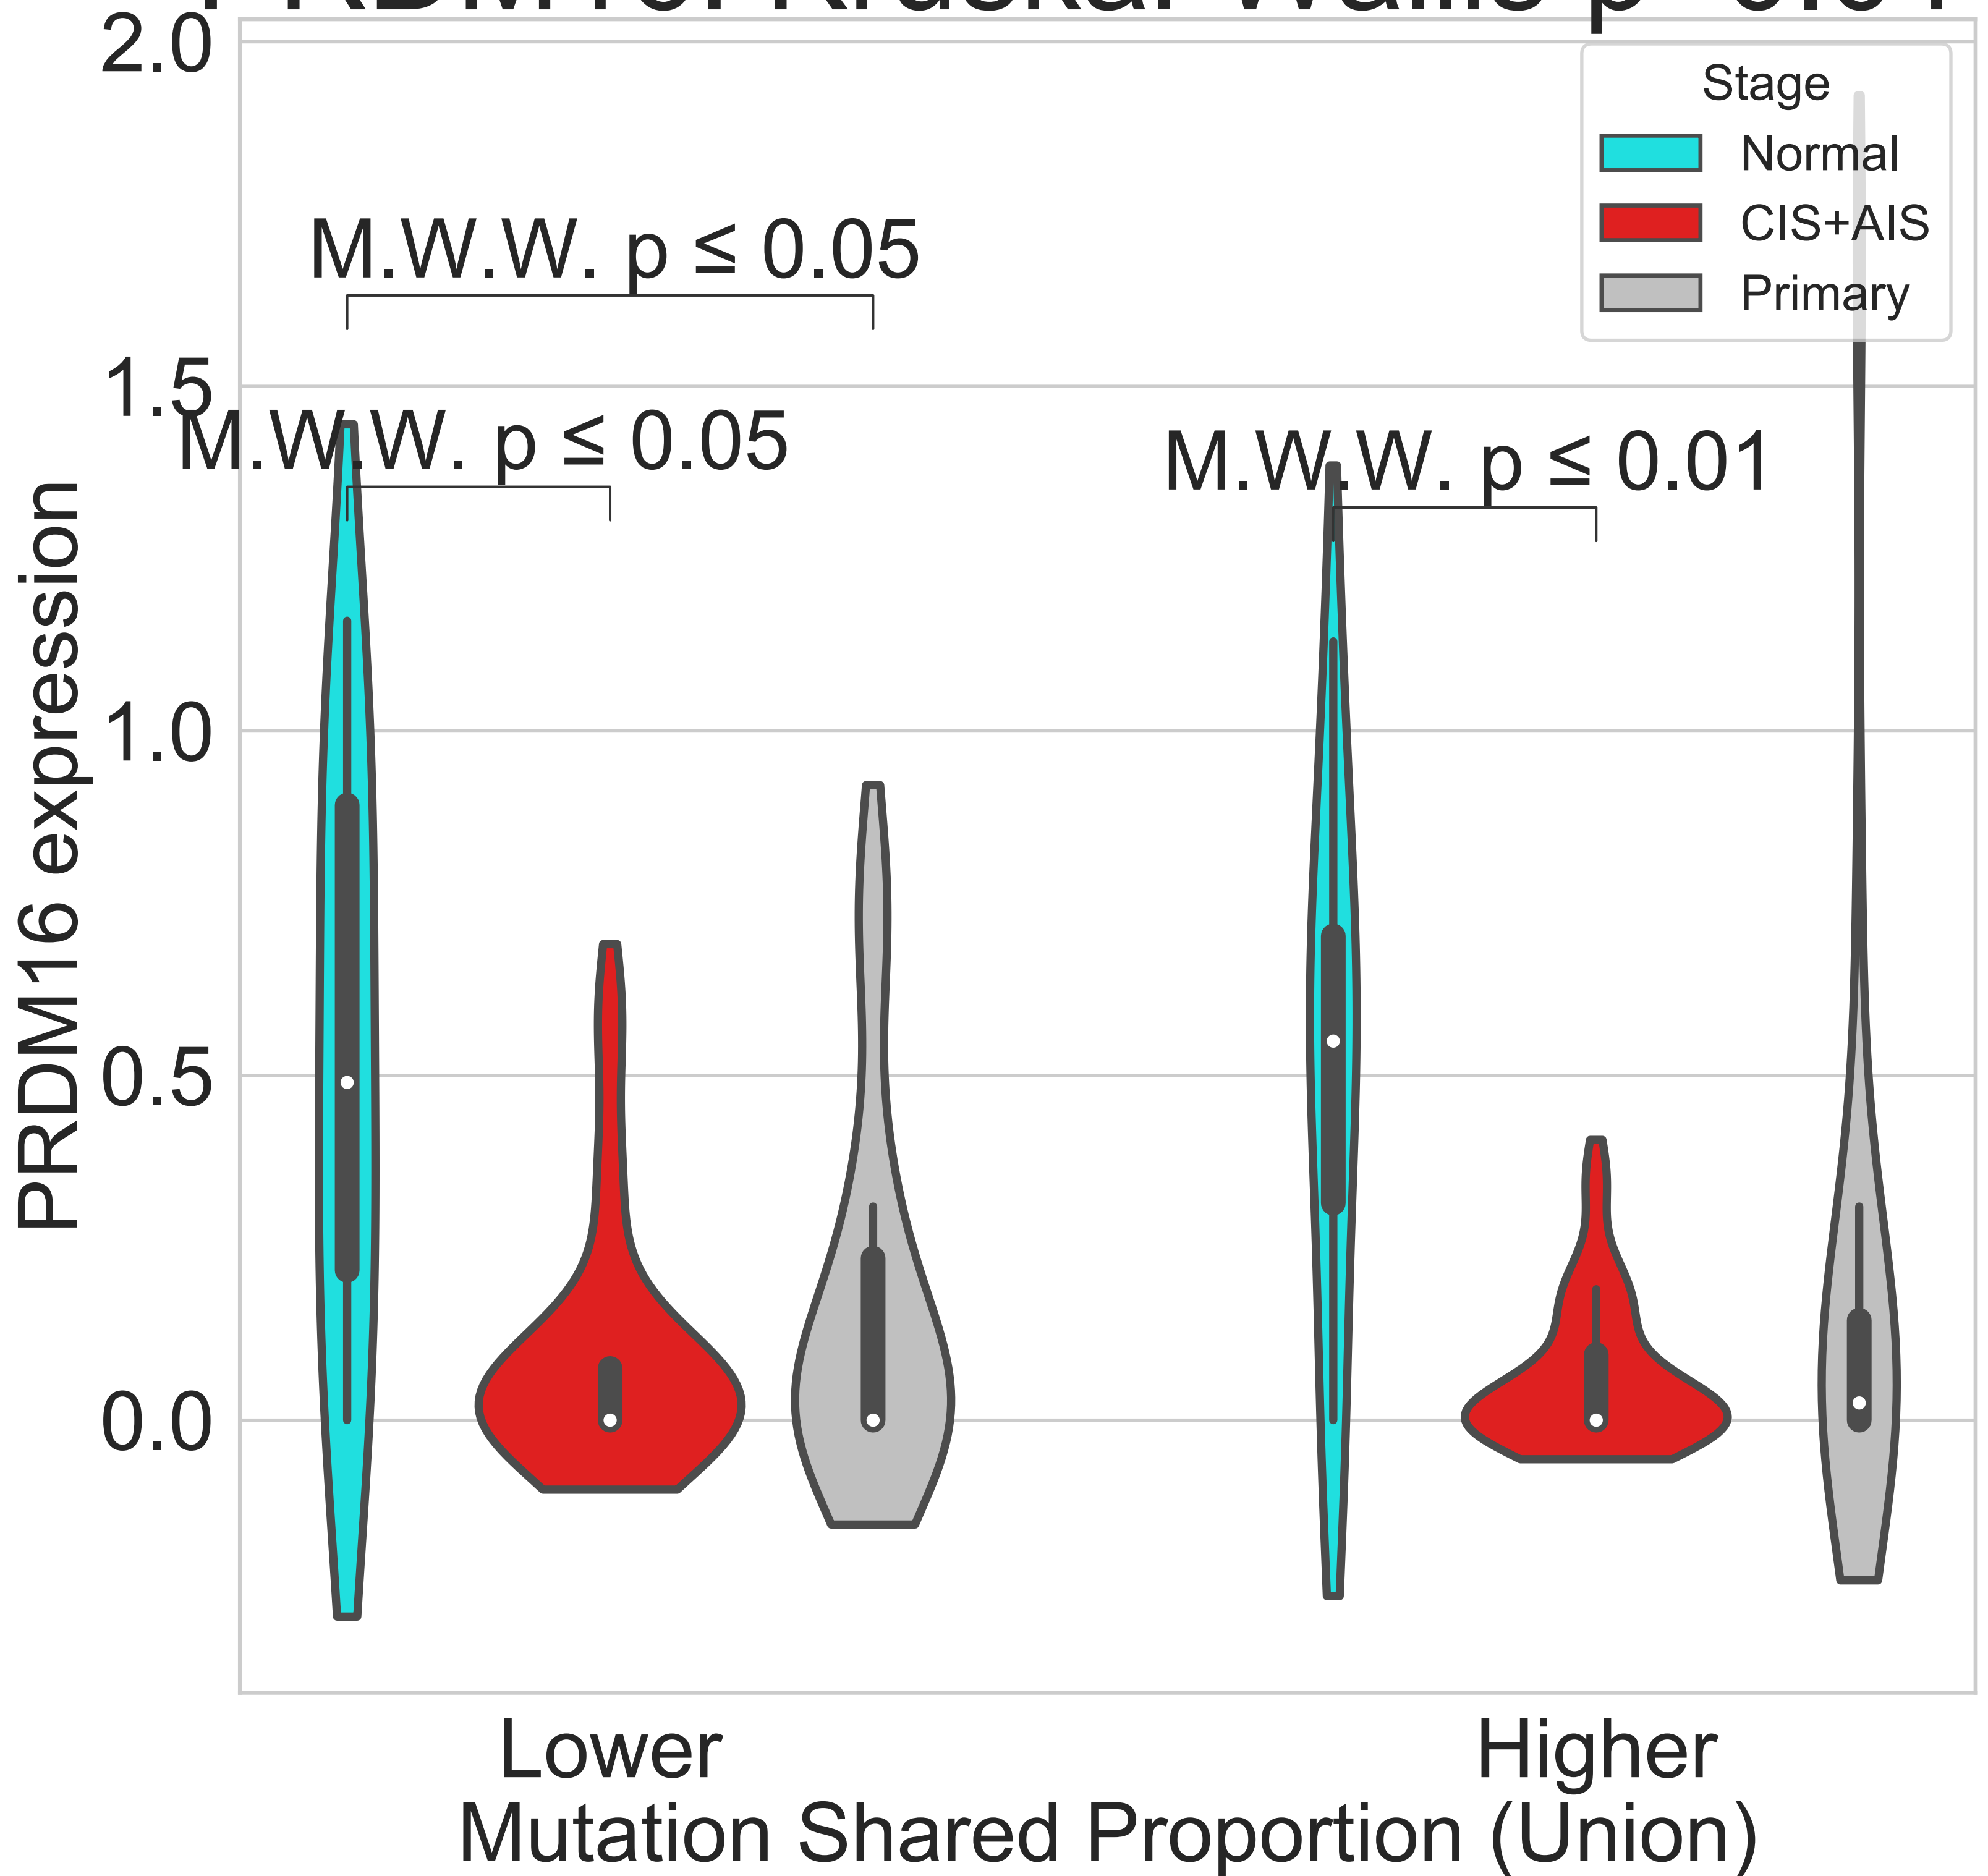 2.0
1.5
1.0
0.5
0.0
PRDM16 expression
Stage
Normal
CIS+AIS
Primary
M.W.W. p ≤ 0.05
M.W.W. p ≤ 0.05
M.W.W. p ≤ 0.01
Lower
Higher
Mutation Shared Proportion (Union)